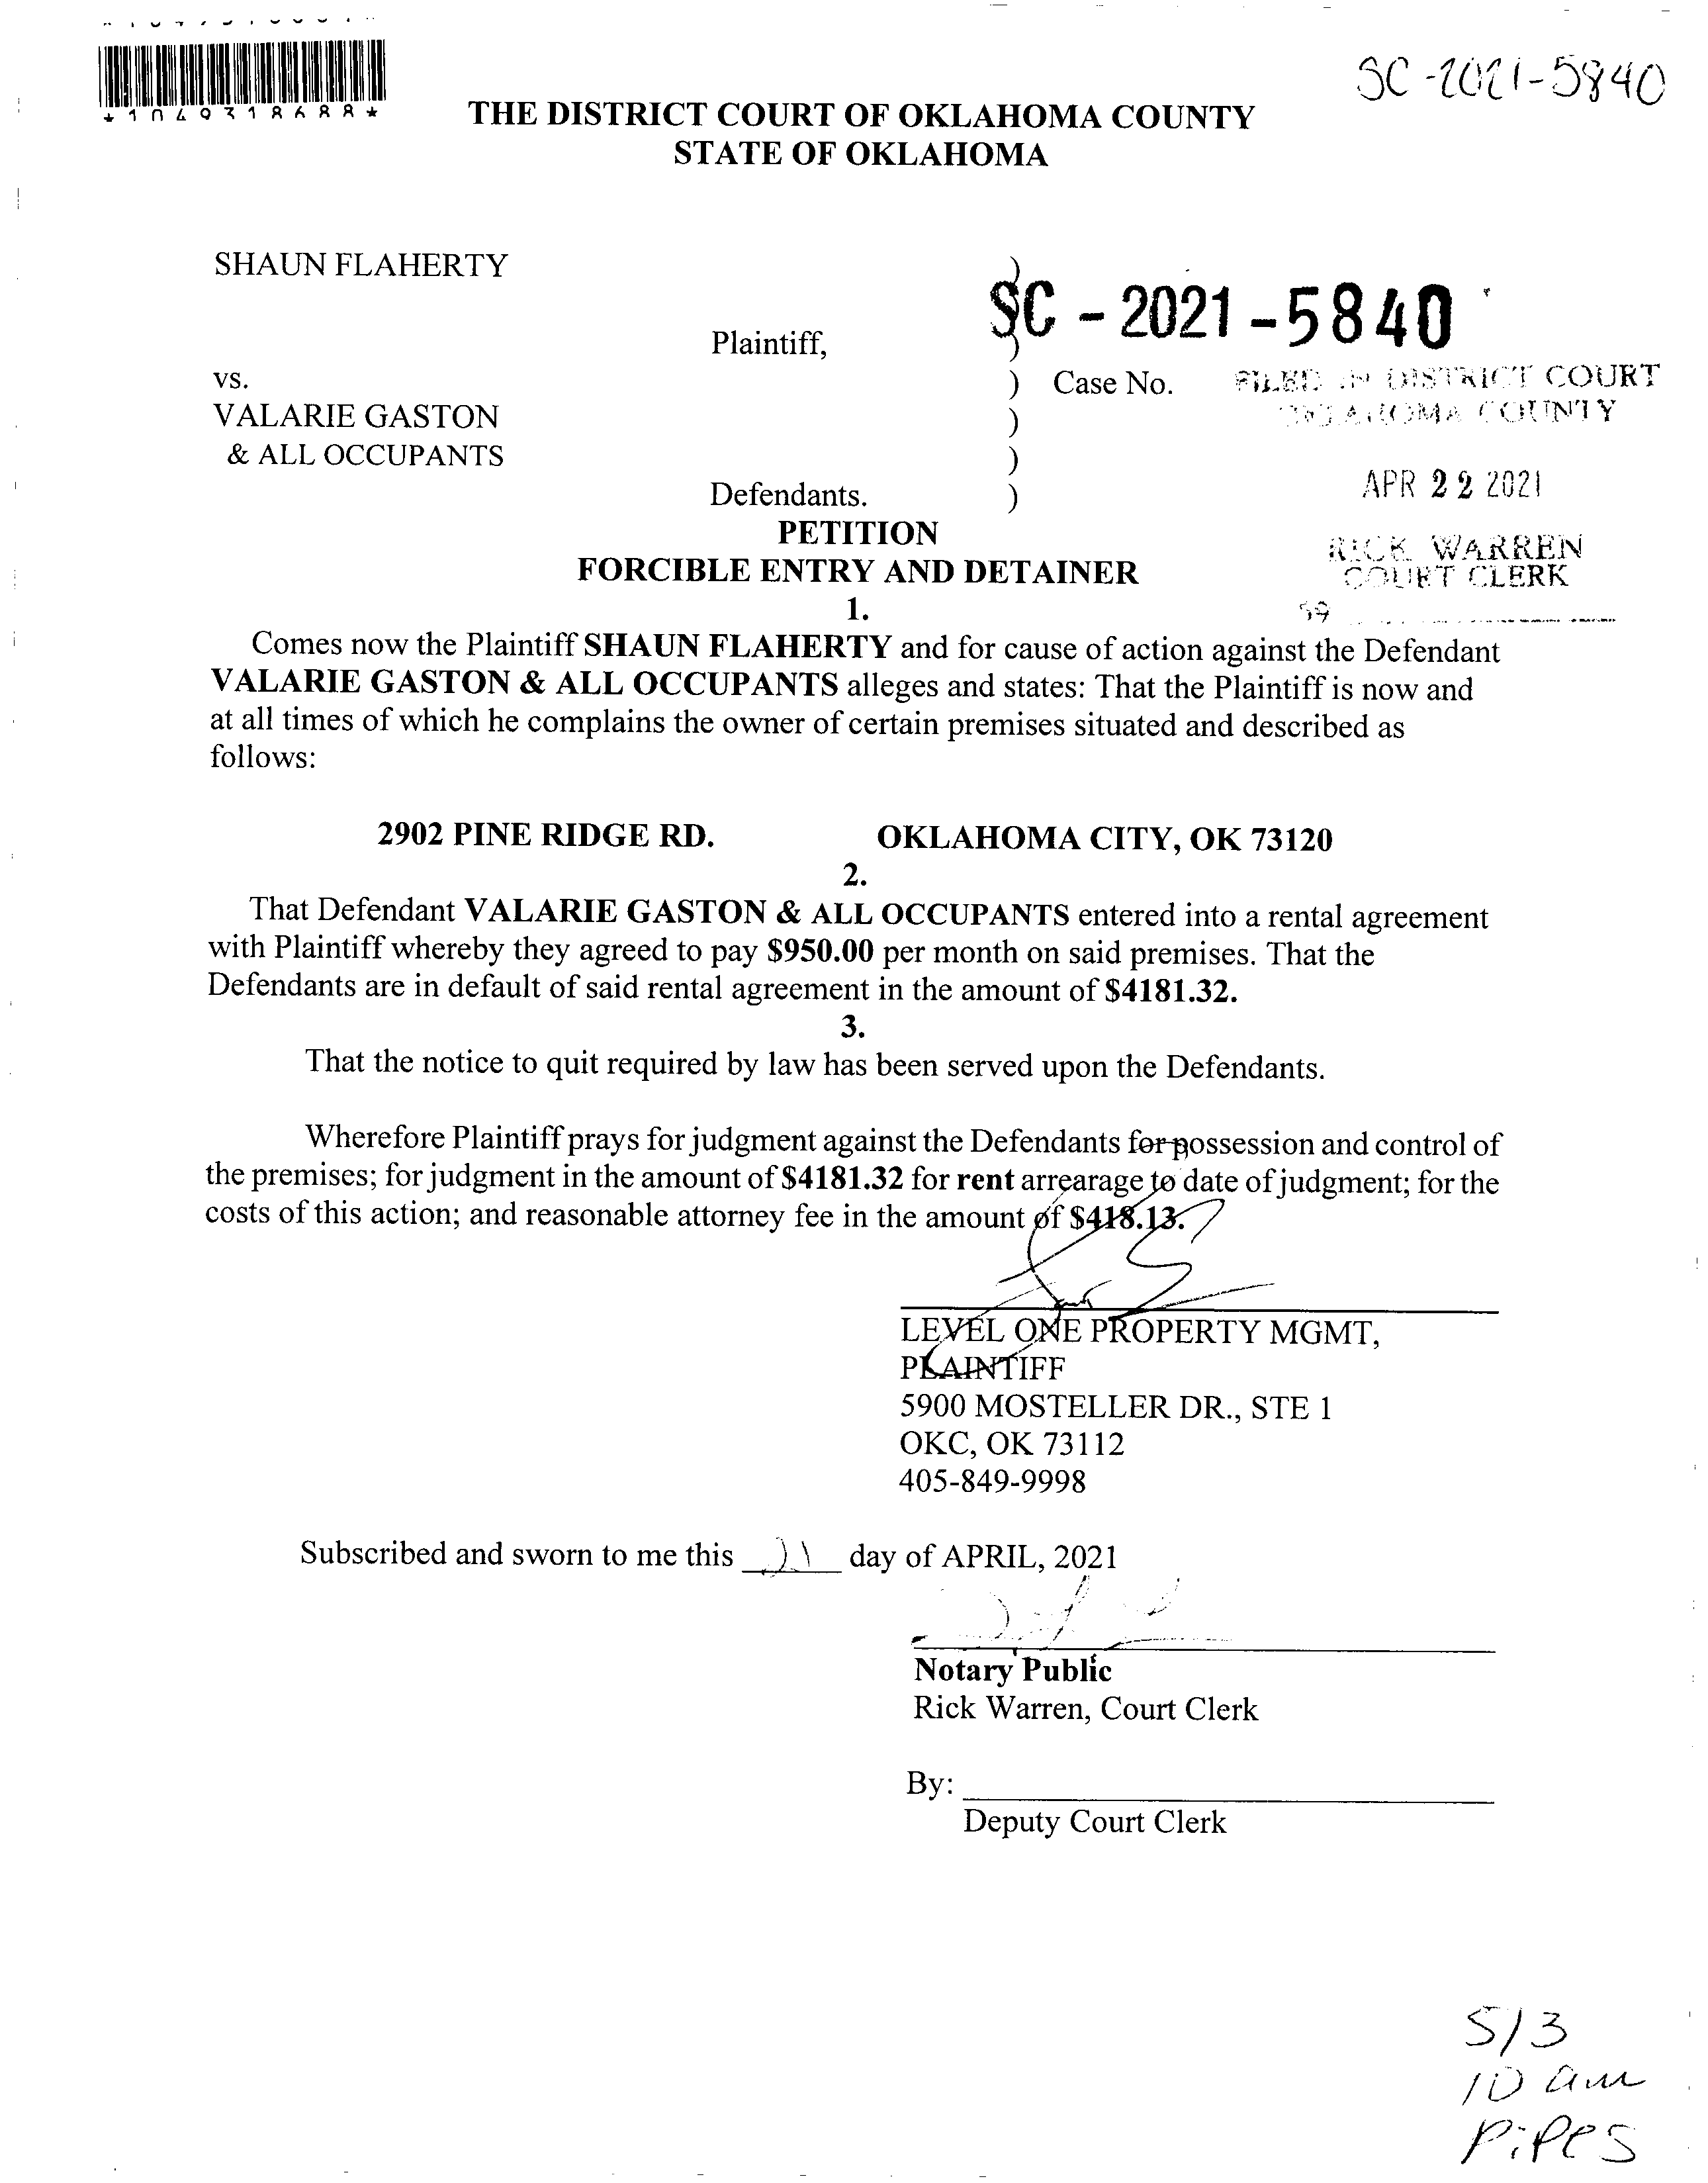 *1049318688*
SC-2021-5840
THE DISTRICT COURT OF OKLAHOMA COUNTY
STATE OF OKLAHOMA
SHAUN FLAHERTY
SC-2021-5840
Plaintiff,
vs.
Case No.
FILED IN DISTRICT COURT
VALARIE GASTON
OKLAHOMA COUNTY
& ALL OCCUPANTS
APR 22 2021
Defendants.
PETITION
RICK WARREN
FORCIBLE ENTRY AND DETAINER
COURT CLERK
1.
59
Comes now the Plaintiff SHAUN FLAHERTY and for cause of action against the Defendant
VALARIE GASTON & ALL OCCUPANTS alleges and states: That the Plaintiff is now and
at all times of which he complains the owner of certain premises situated and described as
follows:
2902 PINE RIDGE RD. OKLAHOMA CITY, OK 73120
2.
That Defendant VALARIE GASTON & ALL OCCUPANTS entered into a rental agreement
with Plaintiff whereby they agreed to pay $950.00 per month on said premises. That the
Defendants are in default of said rental agreement in the amount of $4181.32.
3.
That the notice to quit required by law has been served upon the Defendants.
Wherefore Plaintiff prays for judgment against the Defendants for possession and control of
the premises; for judgment in the amount of $4181.32 for rent arrearage to date of judgment; for the
costs of this action; and reasonable attorney fee in the amount of $418.13.
LEVEL ONE PROPERTY MGMT,
PLAINTIFF
5900 MOSTELLER DR., STE 1
OKC, OK 73112
405-849-9998
Subscribed and sworn to me this day of APRIL, 2021
Notary Public
Rick Warren, Court Clerk
By:
Deputy Court Clerk
5/3
10 am
Pipes